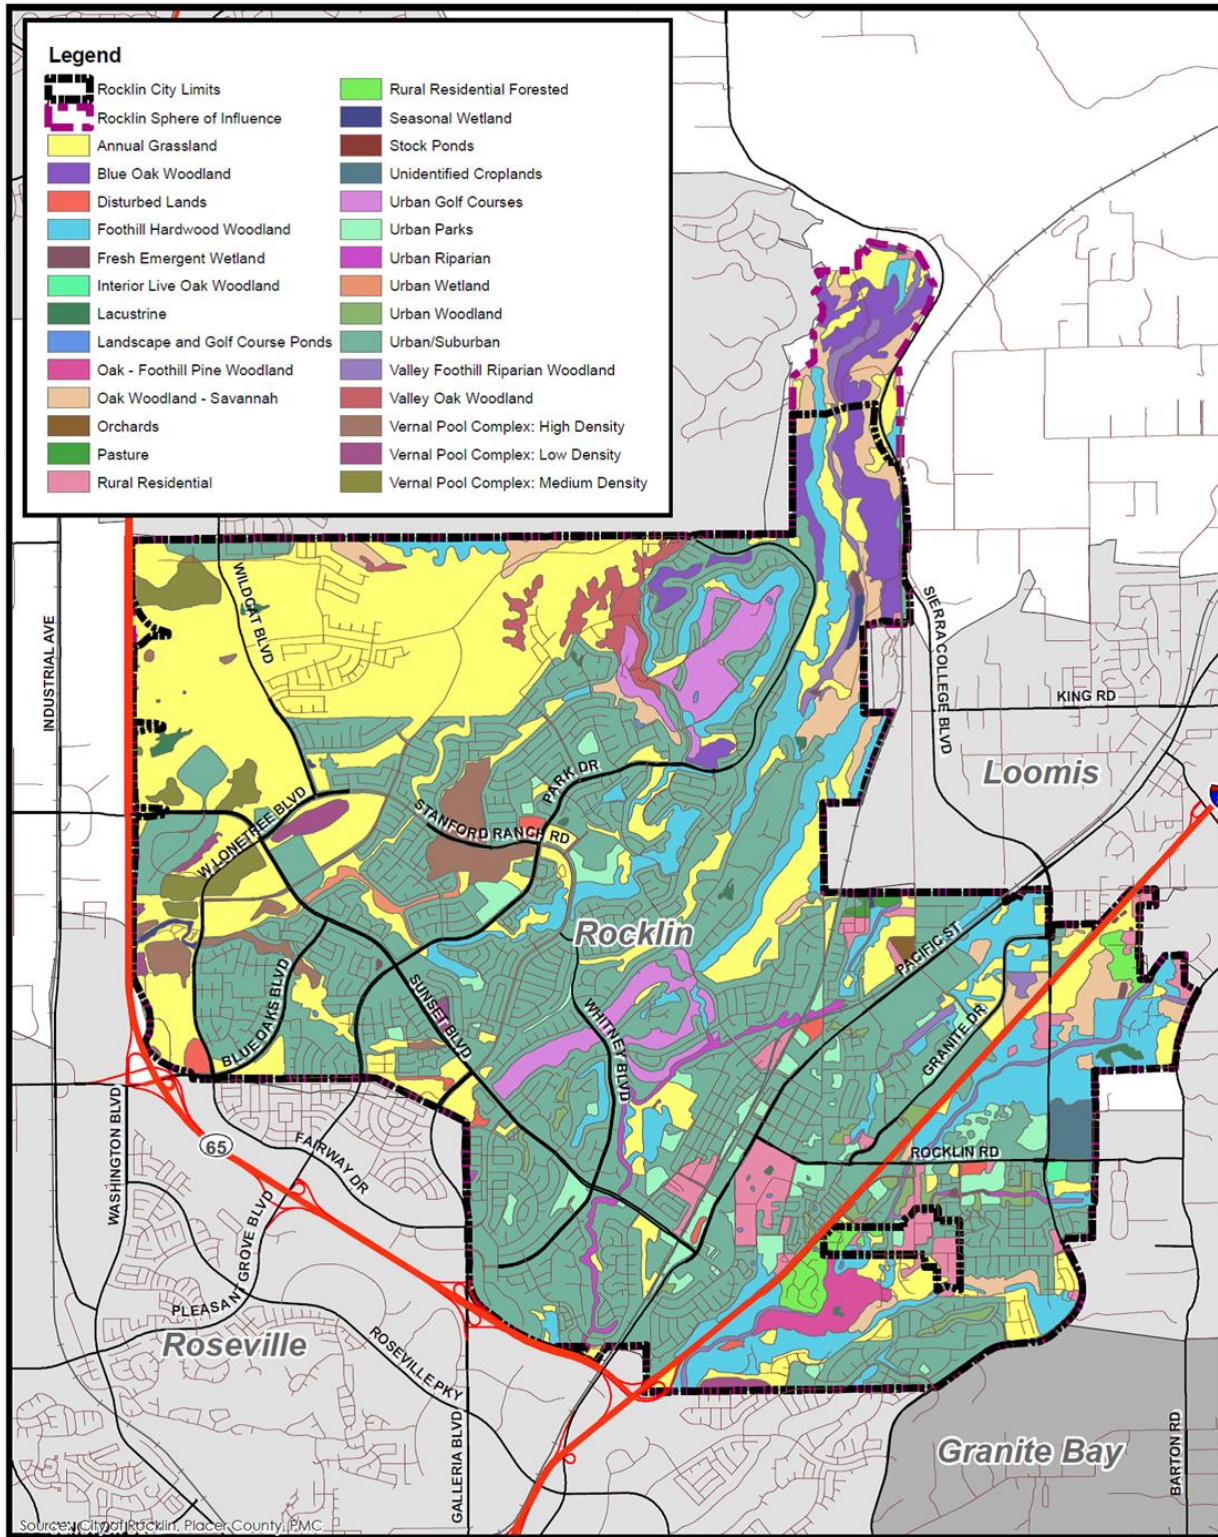 Legend
Rocklin City Limits
Rocklin Sphere of Influence
Annual Grassland
Blue Oak Woodland
Disturbed Lands
Foothill Hardwood Woodland
Fresh Emergent Wetland
Interior Live Oak Woodland
Lacustrine
Landscape and Golf Course Ponds
Oak - Foothill Pine Woodland
Oak Woodland - Savannah
Orchards
Pasture
Rural Residential
Rural Residential Forested
Seasonal Wetland
Stock Ponds
Unidentified Croplands
Urban Golf Courses
Urban Parks
Urban Riparian
Urban Wetland
Urban Woodland
Urban/Suburban
Valley Foothill Riparian Woodland
Valley Oak Woodland
Vernal Pool Complex: High Density
Vernal Pool Complex: Low Density
Vernal Pool Complex: Medium Density
INDUSTRIAL AVE
WILDCAT BLVD
SIERRA COLLEGE BLVD
KING RD
Loomis
PARK DR
W LONETREE BLVD
STANFORD RANCH RD
Rocklin
PACIFIC ST
BLUE OAKS BLVD
SUNSET BLVD
WHITNEY BLVD
GRANITE DR
WASHINGTON BLVD
65
FAIRWAY DR
ROCKLIN RD
PLEASANT GROVE BLVD
Roseville
ROSEVILLE PKY
GALLERIA BLVD
Granite Bay
BARTON RD
Source: City of Rocklin, Placer County, PMC